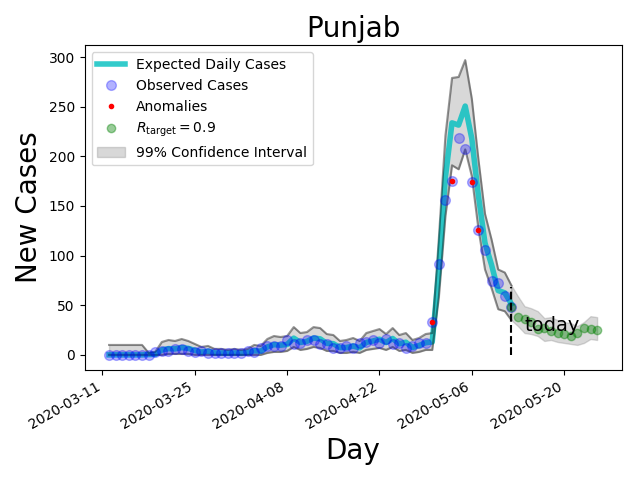 Punjab
New Cases
300
250
200
150
100
50
0
Expected Daily Cases
Observed Cases
Anomalies
R_target = 0.9
99% Confidence Interval
today
2020-03-11
2020-03-25
2020-04-08
2020-04-22
2020-05-06
2020-05-20
Day